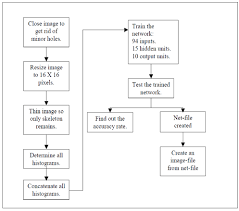 Close image to
get rid of
minor holes.
Resize image
to 16 X 16
pixels.
Thin image so
only skeleton
remains.
Determine all
histograms.
Concatenate all
histograms.
Train the
network:
94 inputs.
15 hidden units.
10 output units.
Test the trained
network.
Find out the
accuracy rate.
Net-file
created
Create an
image-file
from net-file